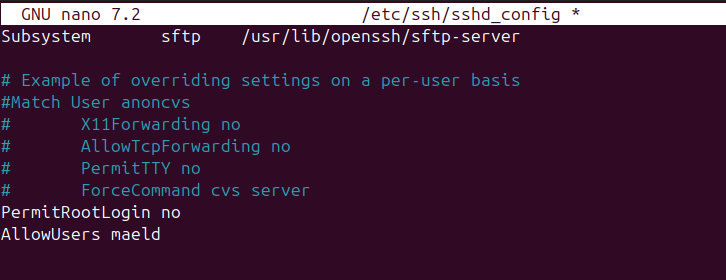 GNU nano 7.2 /etc/ssh/sshd_config *
Subsystem sftp /usr/lib/openssh/sftp-server
# Example of overriding settings on a per-user basis
#Match User anoncvs
# X11Forwarding no
# AllowTcpForwarding no
# PermitTTY no
# ForceCommand cvs server
PermitRootLogin no
AllowUsers maeld